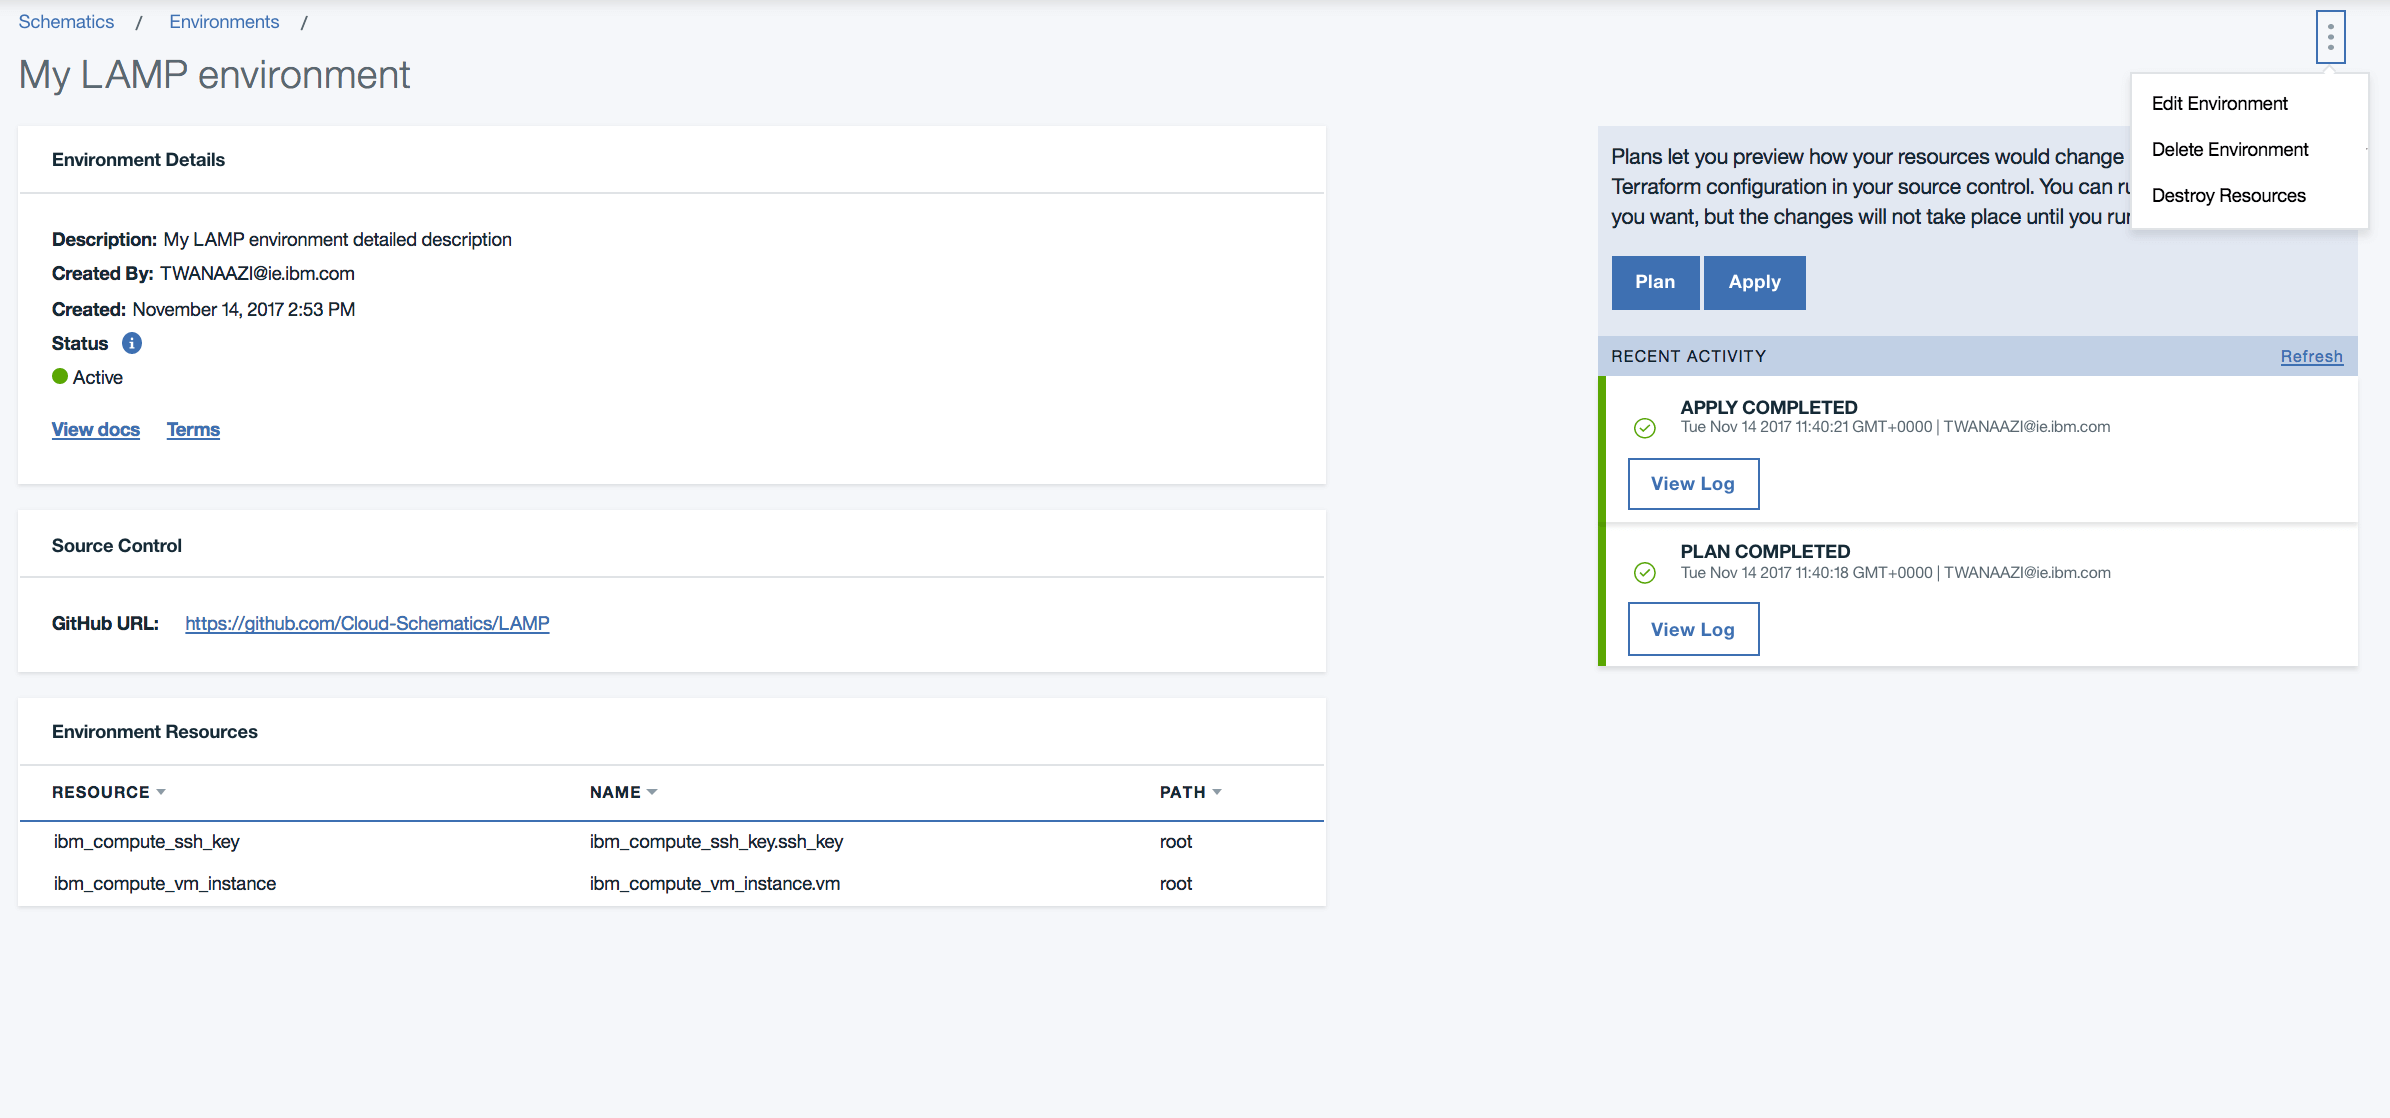 Schematics / Environments /
My LAMP environment
Edit Environment
Delete Environment
Destroy Resources
Environment Details
Description: My LAMP environment detailed description
Created By: TWANAAZI@ie.ibm.com
Created: November 14, 2017 2:53 PM
Status
Active
View docs Terms
Source Control
GitHub URL: https://github.com/Cloud-Schematics/LAMP
Environment Resources
RESOURCE NAME PATH
ibm_compute_ssh_key ibm_compute_ssh_key.ssh_key root
ibm_compute_vm_instance ibm_compute_vm_instance.vm root
Plans let you preview how your resources would change
Terraform configuration in your source control. You can
you want, but the changes will not take place until you
Plan Apply
RECENT ACTIVITY Refresh
APPLY COMPLETED
Tue Nov 14 2017 11:40:21 GMT+0000 | TWANAAZI@ie.ibm.com
View Log
PLAN COMPLETED
Tue Nov 14 2017 11:40:18 GMT+0000 | TWANAAZI@ie.ibm.com
View Log